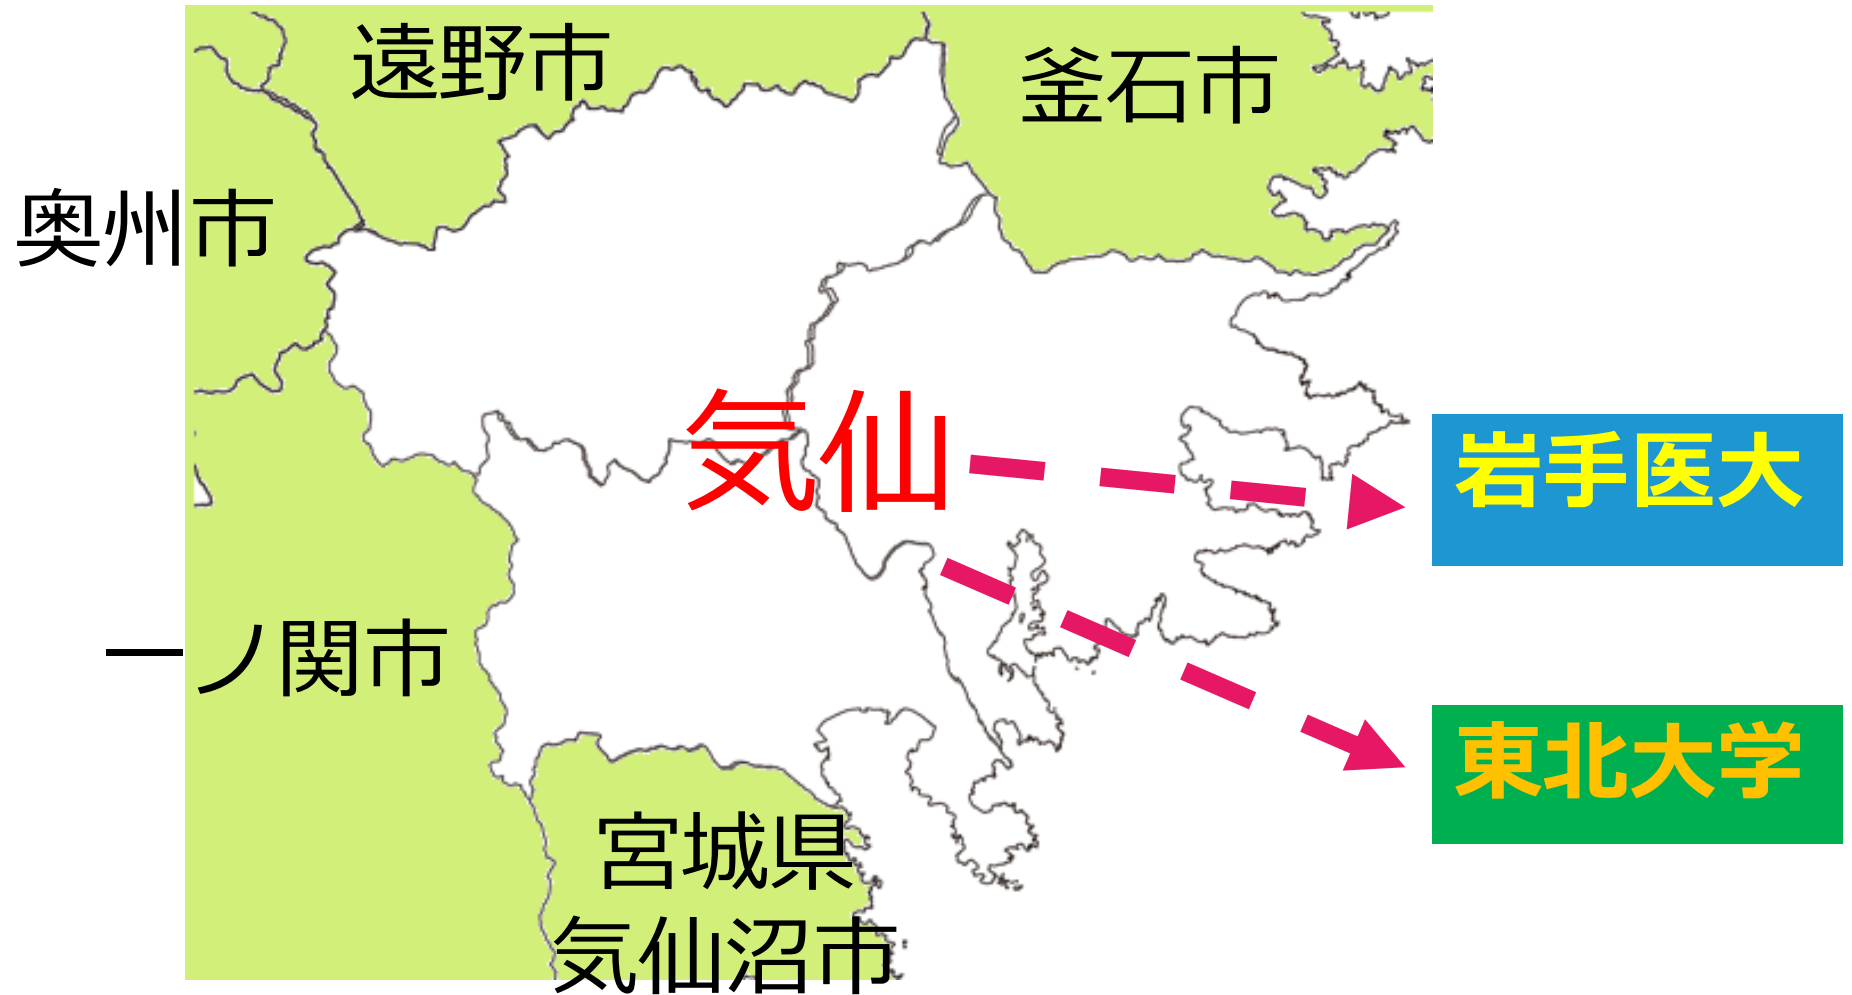 遠野市
釜石市
奥州市
気仙
岩手医大
一ノ関市
東北大学
宮城県
気仙沼市